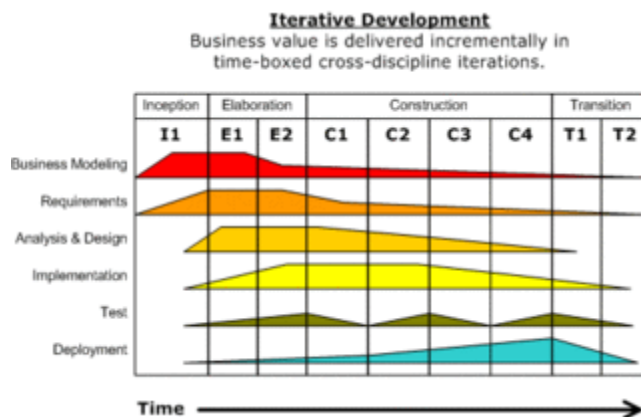 Iterative Development
Business value is delivered incrementally in
time-boxed cross-discipline iterations.
Inception Elaboration Construction Transition
I1 E1 E2 C1 C2 C3 C4 T1 T2
Business Modeling
Requirements
Analysis & Design
Implementation
Test
Deployment
Time